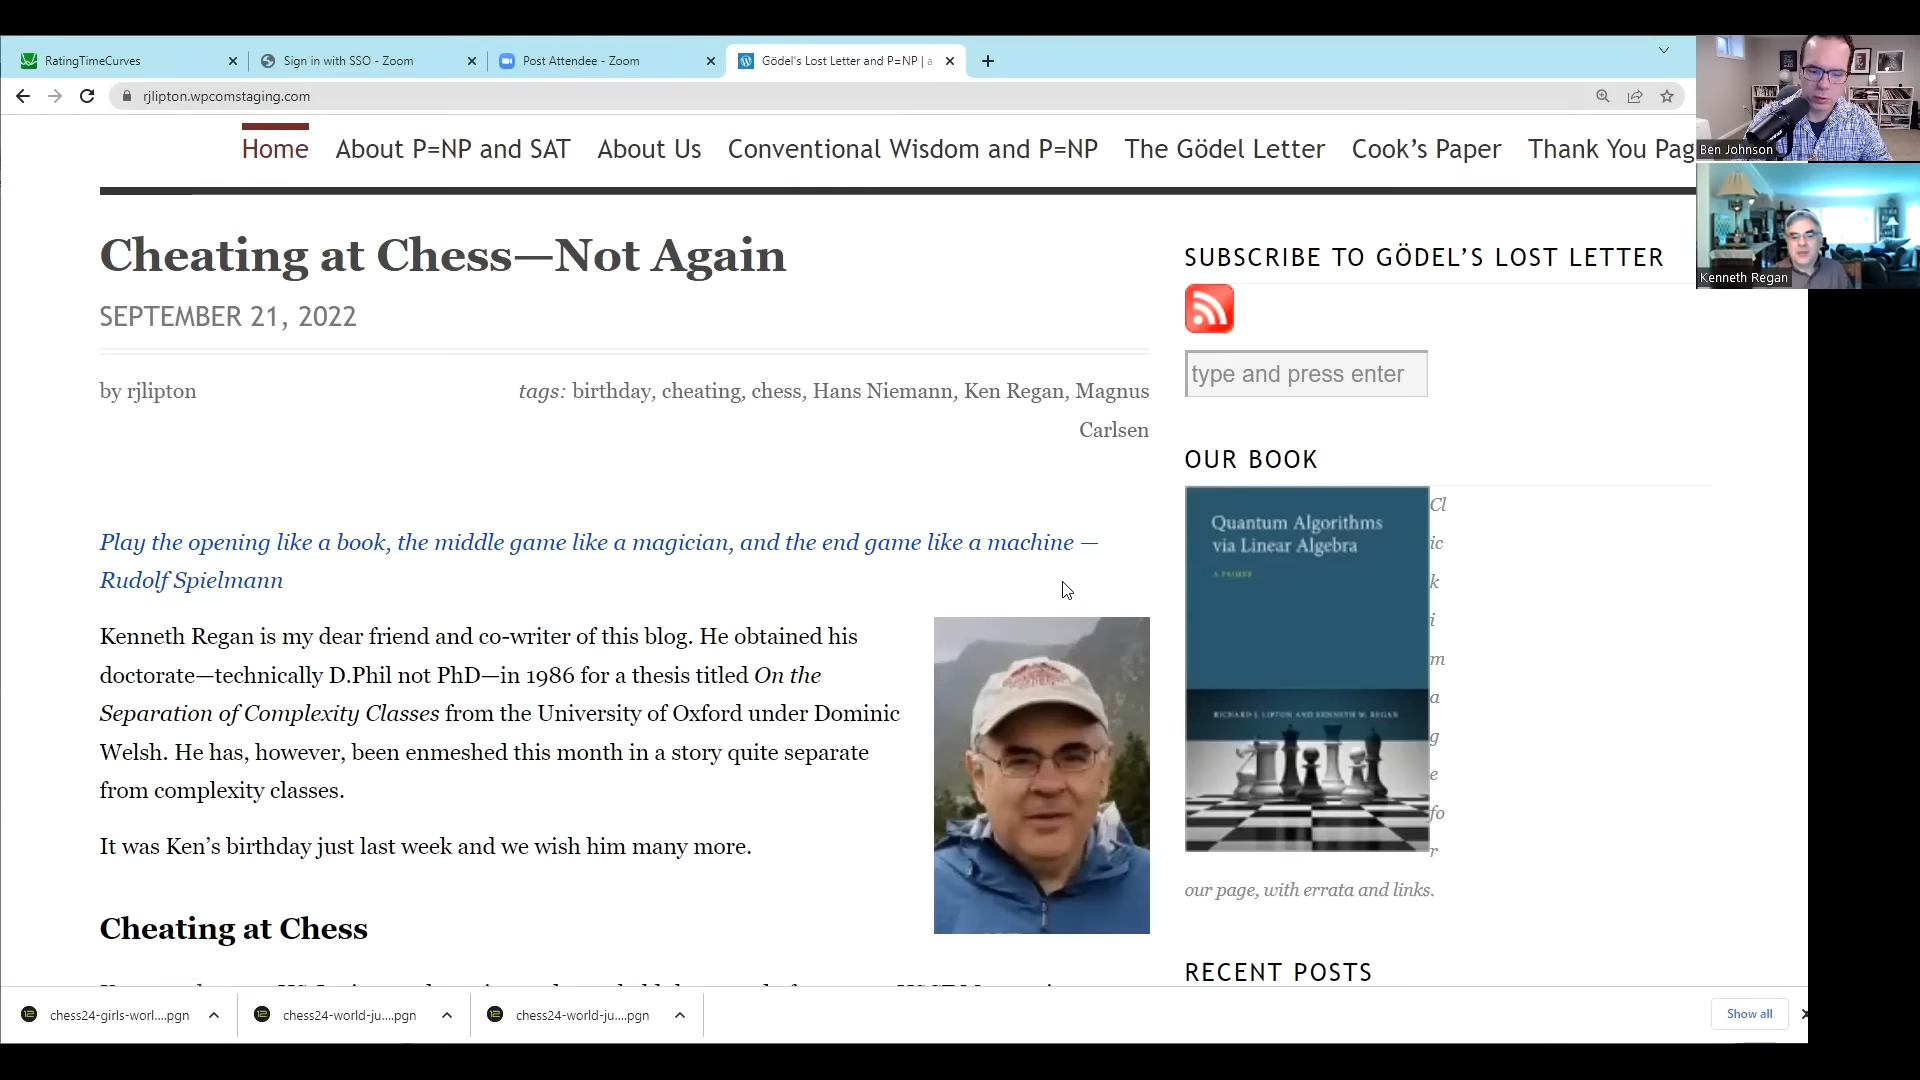 RatingTimeCurves
Sign in with SSO - Zoom
Post Attendee - Zoom
Gödel's Lost Letter and P=NP | a
rjlipton.wpcomstaging.com
Ben Johnson
Kenneth Regan
Home About P=NP and SAT About Us Conventional Wisdom and P=NP The Gödel Letter Cook’s Paper Thank You Pag
Cheating at Chess—Not Again
SEPTEMBER 21, 2022
by rjlipton
tags: birthday, cheating, chess, Hans Niemann, Ken Regan, Magnus
Carlsen
Play the opening like a book, the middle game like a magician, and the end game like a machine —
Rudolf Spielmann
Kenneth Regan is my dear friend and co-writer of this blog. He obtained his
doctorate—technically D.Phil not PhD—in 1986 for a thesis titled On the
Separation of Complexity Classes from the University of Oxford under Dominic
Welsh. He has, however, been enmeshed this month in a story quite separate
from complexity classes.
It was Ken’s birthday just last week and we wish him many more.
Cheating at Chess
SUBSCRIBE TO GÖDEL’S LOST LETTER
type and press enter
OUR BOOK
Quantum Algorithms
via Linear Algebra
A PRIMER
RICHARD J. LIPTON AND KENNETH W. REGAN
Cl
ic
k
i
m
a
g
e
fo
r
our page, with errata and links.
RECENT POSTS
chess24-girls-worl....pgn
chess24-world-ju....pgn
chess24-world-ju....pgn
Show all